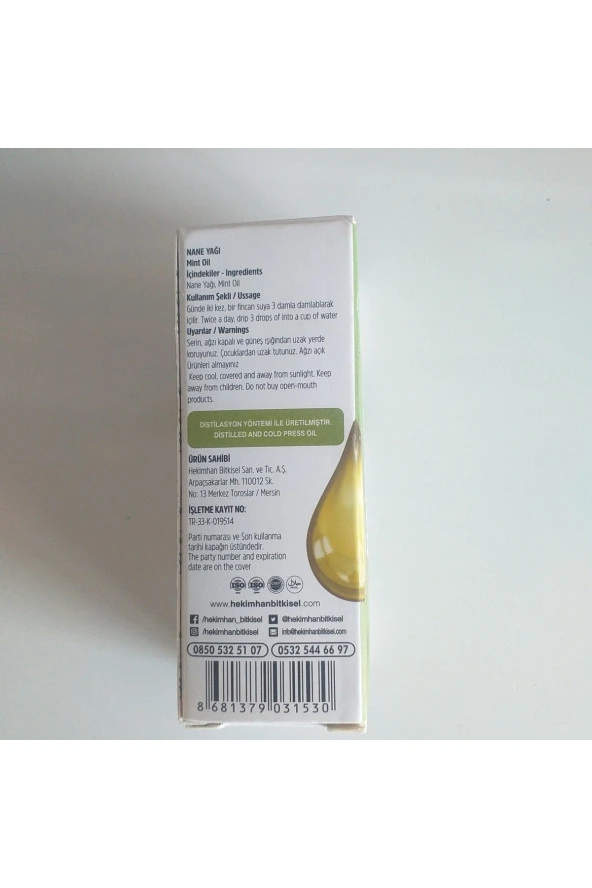 NANE YAĞI
Mint Oil
İçindekiler - Ingredients
Nane Yağı, Mint Oil
Kullanım Şekli / Ussage
Günde iki kez, bir fincan suya 3 damla damlablarak
içilir. Twice a day, drip 3 drops of into a cup of water
Uyarılar / Warnings
Serin, ağzı kapalı ve güneş ışığından uzak yerde
koruyunuz. Çocuklardan uzak tutunuz. Ağzı açık
Ürünleri almayınız
Keep cool, covered and away from sunlight. Keep
away from children. Do not buy open-mouth
products.
DİSTİLASYON YÖNTEMİ İLE ÜRETİLMİŞTİR.
DISTILLED AND COLD PRESS OIL
ÜRÜN SAHİBİ
Hekimhan Bitkisel San. ve Tic. A.Ş.
Arpaçsakarlar Mh. 110012 Sk.
No: 13 Merkez Toroslar / Mersin
İŞLETME KAYIT NO:
TR-33-K-019514
Parti numarası ve Son kullanma
tarihi kapağın üstündedir.
The party number and expiration
date are on the cover
ISO ISO
www.hekimhanbitkisel.com
/hekimhan_bitkisel @hekimhanbitkisel
/hekimhanbitkisel info@hekimhanbitkisel.com
0850 532 51 07 0532 544 66 97
8 681379 031530